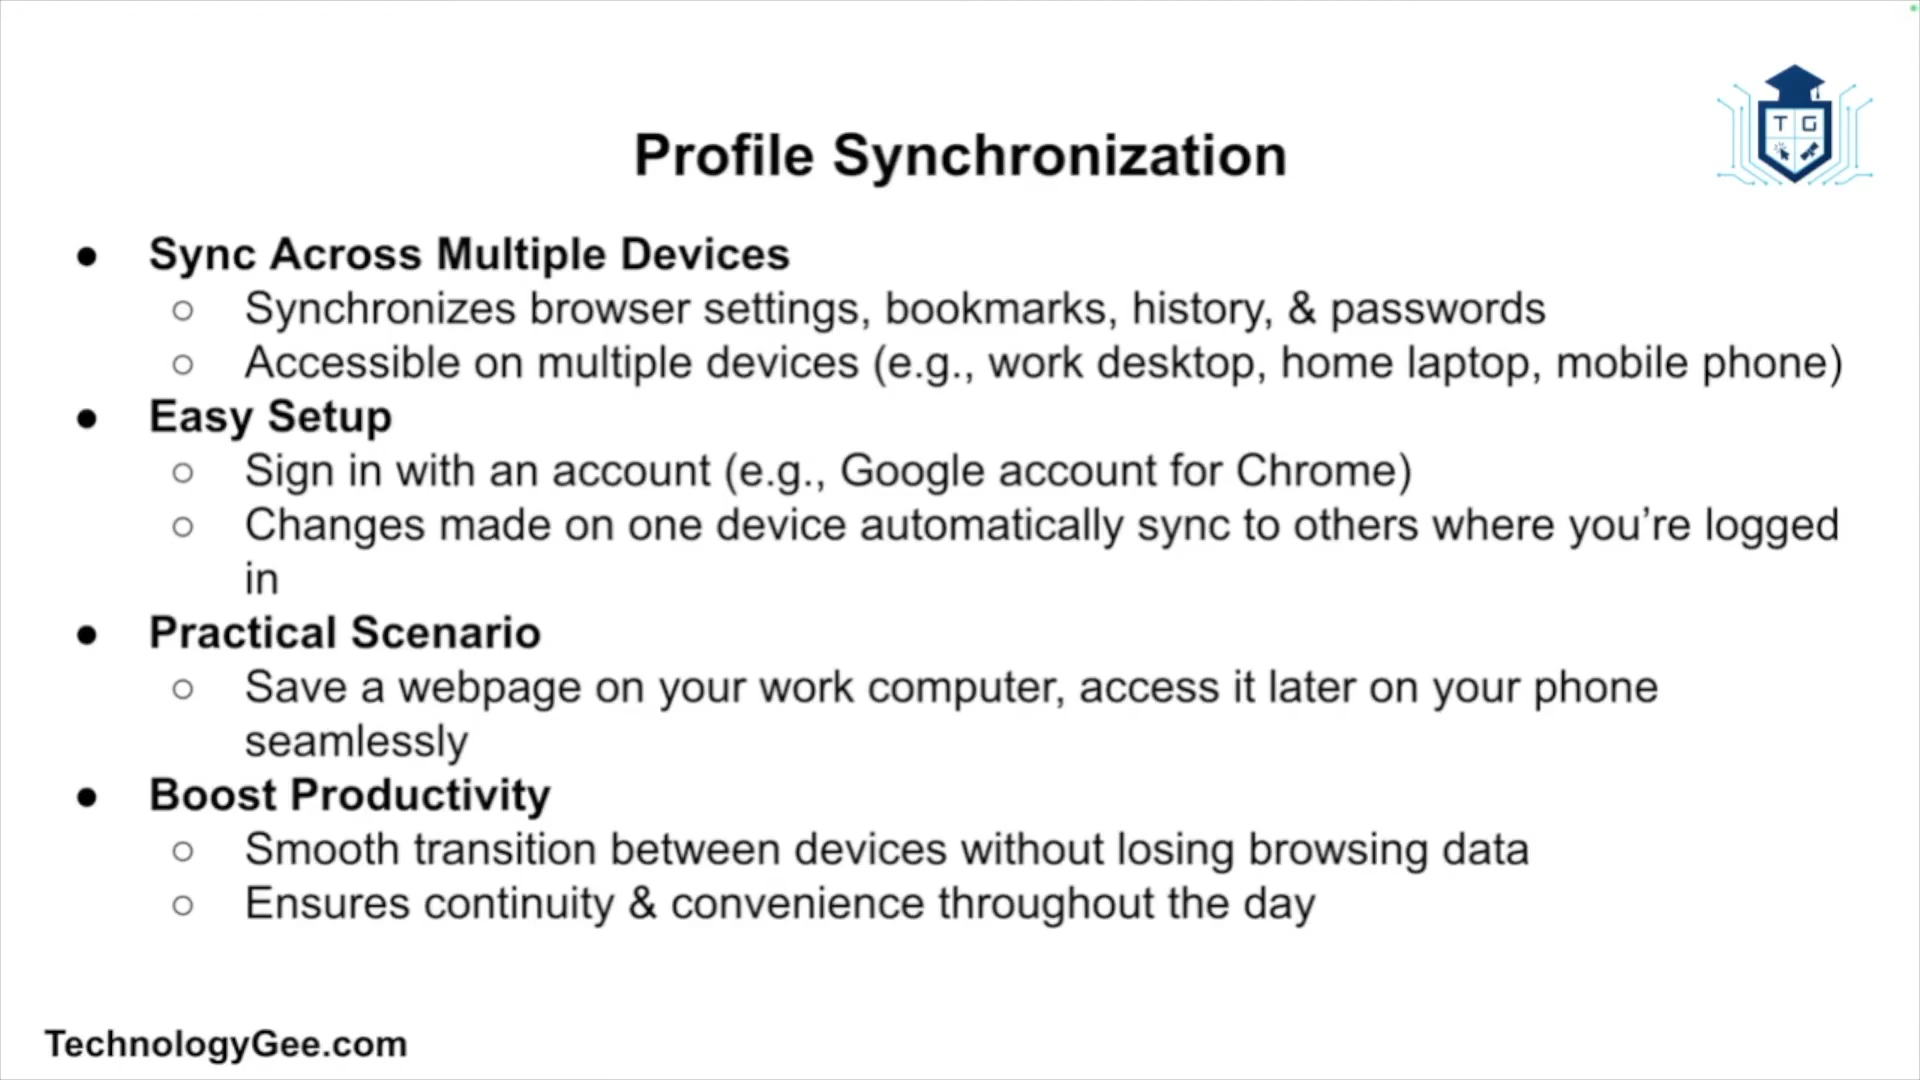 T G
Profile Synchronization
● Sync Across Multiple Devices
○ Synchronizes browser settings, bookmarks, history, & passwords
○ Accessible on multiple devices (e.g., work desktop, home laptop, mobile phone)
● Easy Setup
○ Sign in with an account (e.g., Google account for Chrome)
○ Changes made on one device automatically sync to others where you’re logged
in
● Practical Scenario
○ Save a webpage on your work computer, access it later on your phone
seamlessly
● Boost Productivity
○ Smooth transition between devices without losing browsing data
○ Ensures continuity & convenience throughout the day
TechnologyGee.com